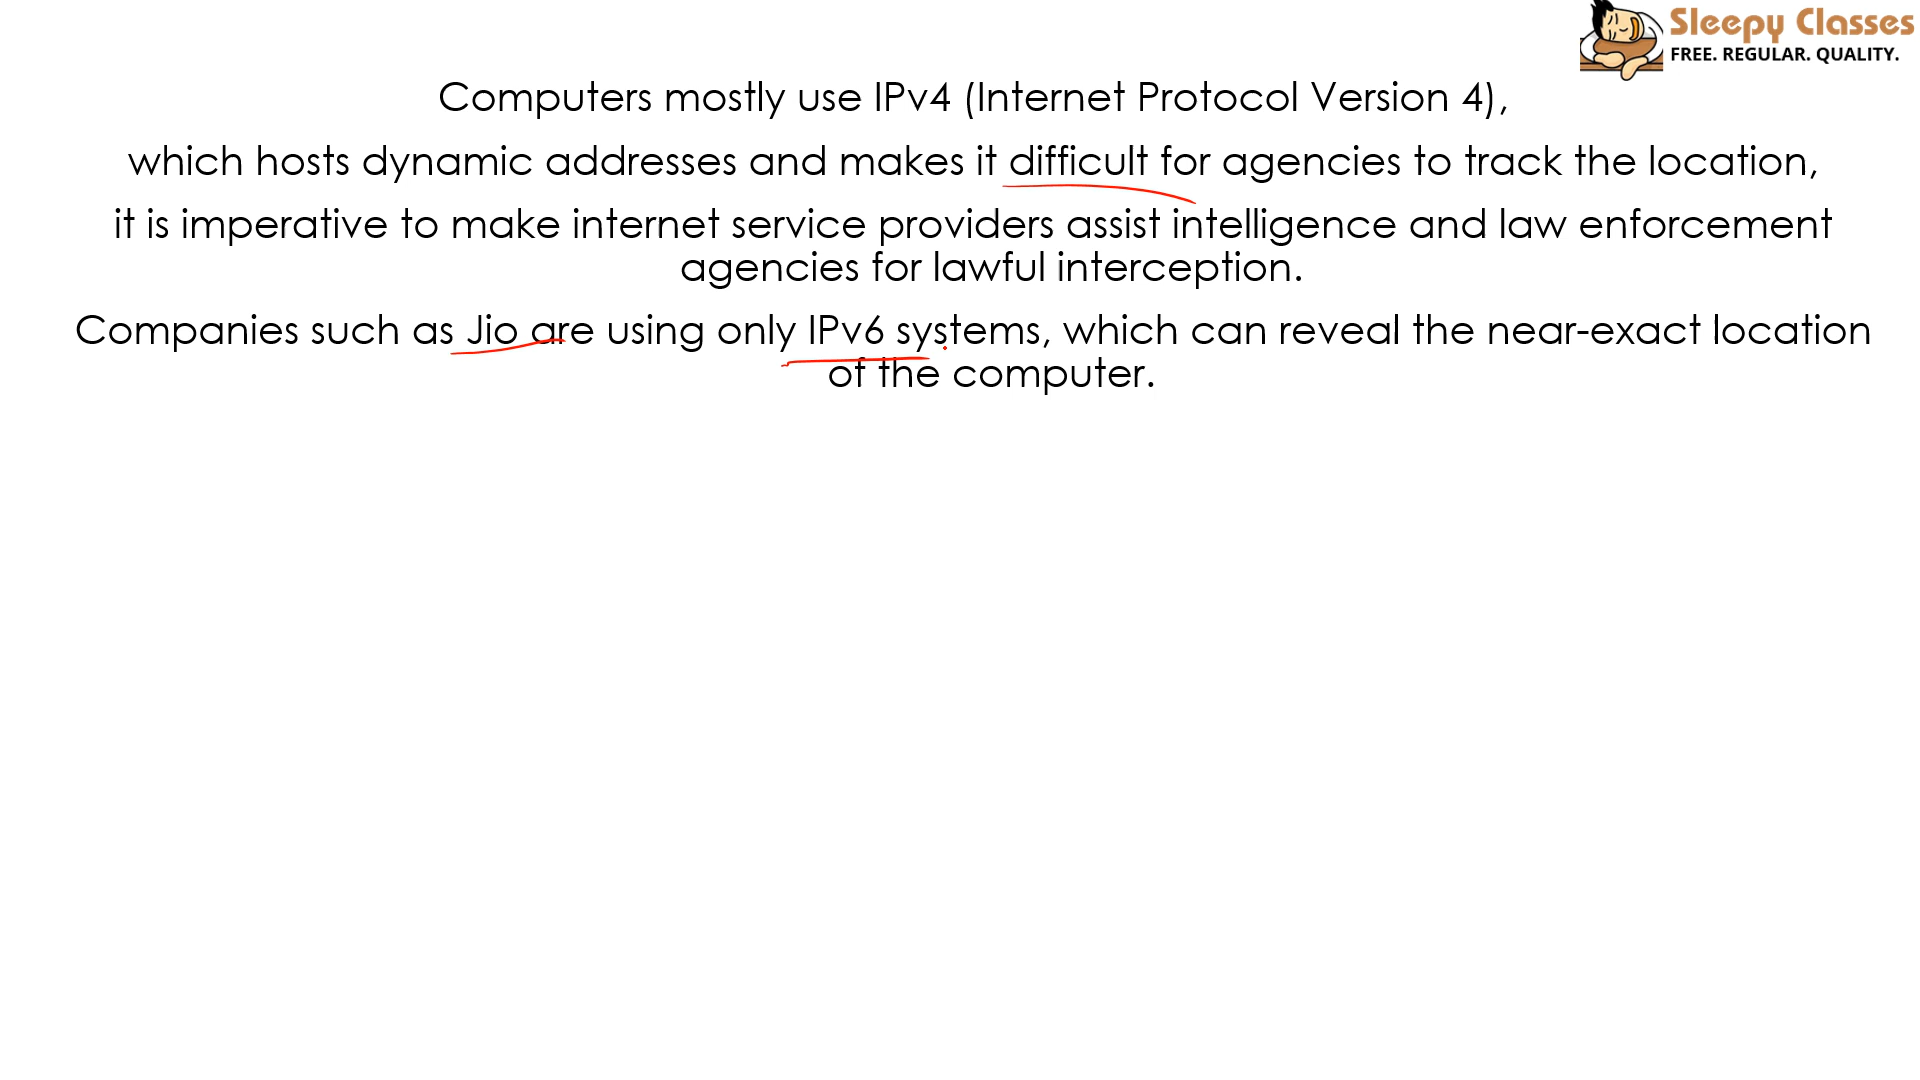 Sleepy Classes
FREE. REGULAR. QUALITY.
Computers mostly use IPv4 (Internet Protocol Version 4),
which hosts dynamic addresses and makes it difficult for agencies to track the location,
it is imperative to make internet service providers assist intelligence and law enforcement
agencies for lawful interception.
Companies such as Jio are using only IPv6 systems, which can reveal the near-exact location
of the computer.